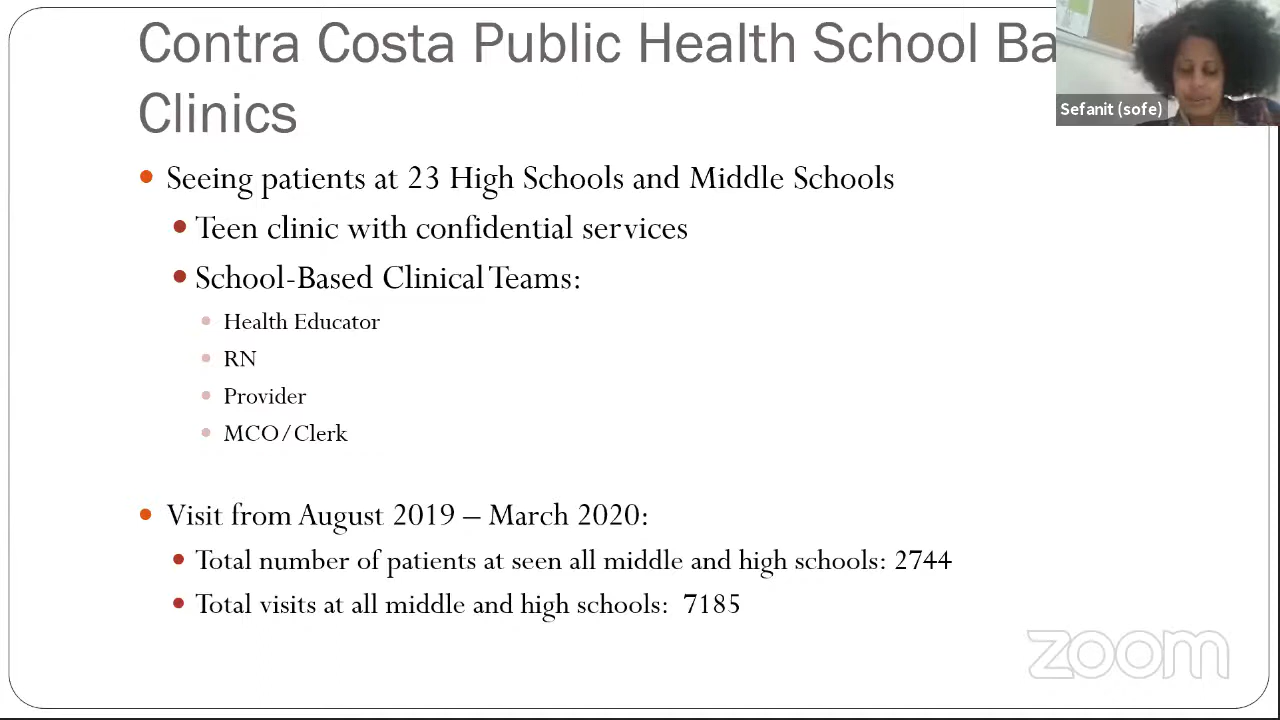 Contra Costa Public Health School Ba
Clinics
Sefanit (sofe)
• Seeing patients at 23 High Schools and Middle Schools
• Teen clinic with confidential services
• School-Based Clinical Teams:
• Health Educator
• RN
• Provider
• MCO/Clerk
• Visit from August 2019 – March 2020:
• Total number of patients at seen all middle and high schools: 2744
• Total visits at all middle and high schools: 7185
zoom